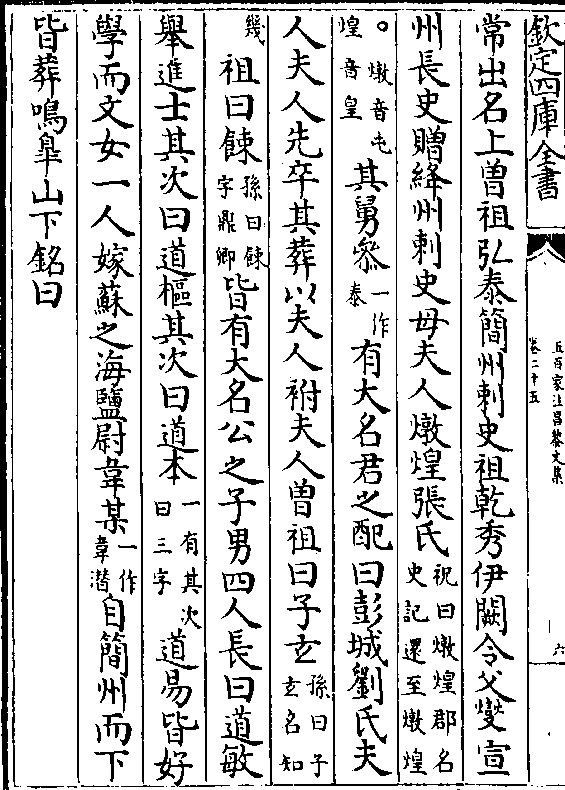 欽定四庫全書
五百家注昌黎文集
卷二十五
六
常出名上曾祖弘泰簡州刺史祖乾秀伊闕令父爕宣
州長史贈絳州刺史母夫人燉煌張氏祝曰燉煌郡名史記還至燉煌
。燉音屯煌音皇其舅參一作泰有大名君之配曰彭城劉氏夫
人夫人先卒其葬以夫人祔夫人曾祖曰子玄孫曰子玄名知
幾祖曰餗孫曰餗字鼎卿皆有大名公之子男四人長曰道敏
舉進士其次曰道樞其次曰道本一有其次曰三字道易皆好
學而文女一人嫁蘇之海鹽尉韋某一作韋潜自簡州而下
皆葬鳴臯山下銘曰